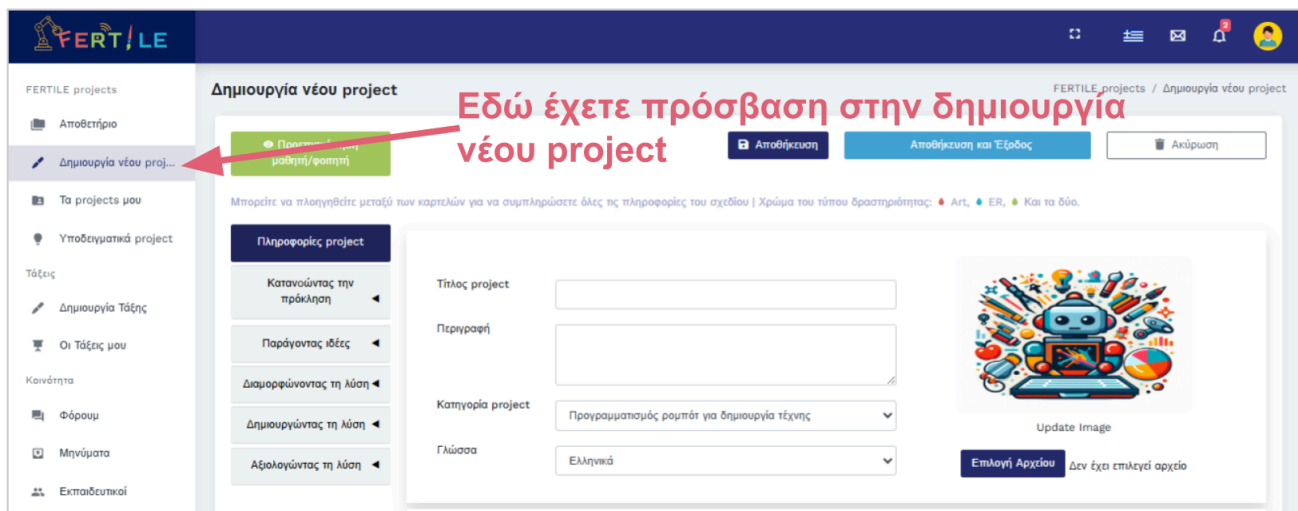 FERTILE
2
FERTILE projects
Αποθετήριο
Δημιουργία νέου proj...
Τα projects μου
Υποδειγματικά project
Τάξεις
Δημιουργία Τάξης
Οι Τάξεις μου
Κοινότητα
Φόρουμ
Μηνύματα
Εκπαιδευτικοί
Δημιουργία νέου project
FERTILE projects / Δημιουργία νέου project
Εδώ έχετε πρόσβαση στην δημιουργία
νέου project
μαθητή/φοιτητή
Αποθήκευση
Αποθήκευση και Έξοδος
Ακύρωση
Μπορείτε να πλοηγηθείτε μεταξύ των καρτελών για να συμπληρώσετε όλες τις πληροφορίες του σχεδίου | Χρώμα του τύπου δραστηριότητας: Art, ER, Και τα δύο.
Πληροφορίες project
Κατανοώντας την
πρόκληση
Παράγοντας ιδέες
Διαμορφώνοντας τη λύση
Δημιουργώντας τη λύση
Αξιολογώντας τη λύση
Τίτλος project
Περιγραφή
Κατηγορία project
Προγραμματισμός ρομπότ για δημιουργία τέχνης
Γλώσσα
Ελληνικά
Update Image
Επιλογή Αρχείου Δεν έχει επιλεγεί αρχείο